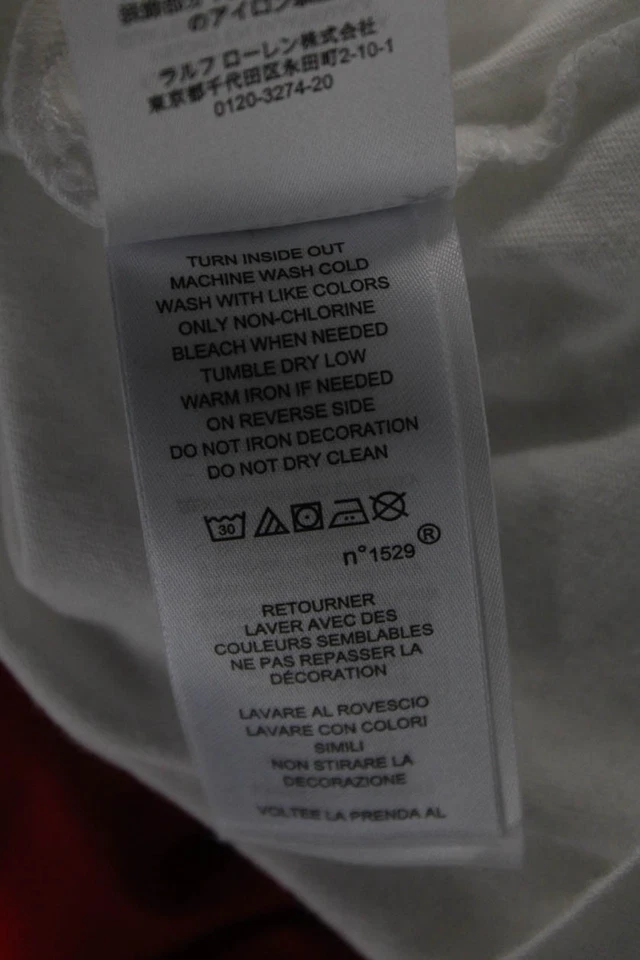 のアイロン
ラルフ ローレン株式会社
東京都千代田区永田町2-10-1
0120-3274-20
TURN INSIDE OUT
MACHINE WASH COLD
WASH WITH LIKE COLORS
ONLY NON-CHLORINE
BLEACH WHEN NEEDED
TUMBLE DRY LOW
WARM IRON IF NEEDED
ON REVERSE SIDE
DO NOT IRON DECORATION
DO NOT DRY CLEAN
30
n°1529®
RETOURNER
LAVER AVEC DES
COULEURS SEMBLABLES
NE PAS REPASSER LA
DÉCORATION
LAVARE AL ROVESCIO
LAVARE CON COLORI
SIMILI
NON STIRARE LA
DECORAZIONE
VOLTEE LA PRENDA AL